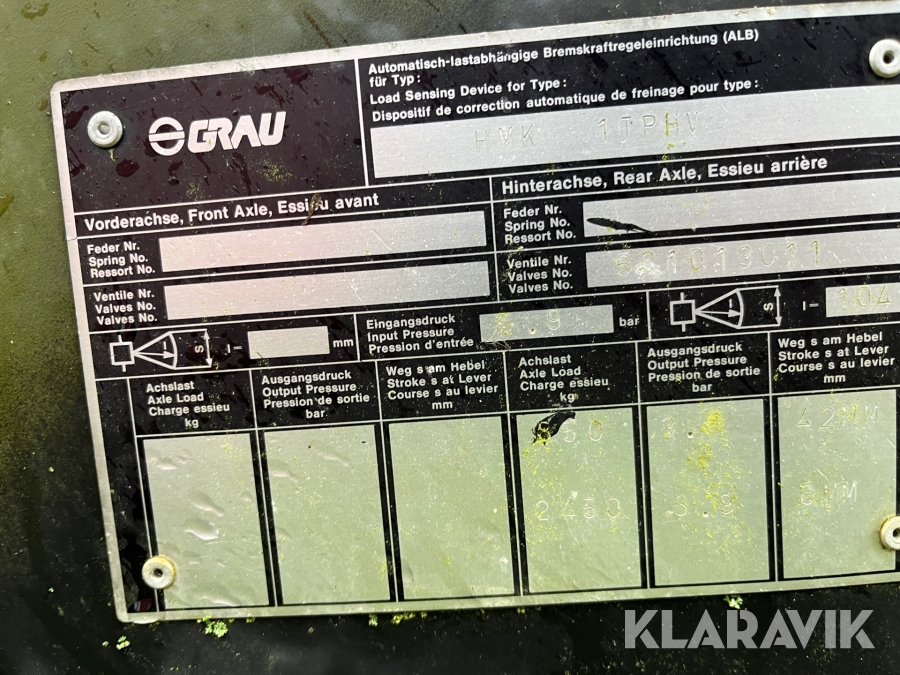 GRAU
Automatisch-lastabhängige Bremskraftregeleinrichtung (ALB)
für Typ:
Load Sensing Device for Type:
Dispositif de correction automatique de freinage pour type:
HVK 1TPHV
Vorderachse, Front Axle, Essieu avant
Hinterachse, Rear Axle, Essieu arrière
Feder Nr.
Spring No.
Ressort No.
Feder Nr.
Spring No.
Ressort No.
Ventile Nr.
Valves No.
Valves No.
Ventile Nr.
Valves No.
Valves No.
601013011
S
l=
mm
Eingangsdruck
Input Pressure
Pression d'entrée
bar
S
l=
104
Achslast
Axle Load
Charge essieu
kg
Ausgangsdruck
Output Pressure
Pression de sortie
bar
Weg s am Hebel
Stroke s at Lever
Course s au levier
mm
Achslast
Axle Load
Charge essieu
kg
Ausgangsdruck
Output Pressure
Pression de sortie
bar
Weg s am Hebel
Stroke s at Lever
Course s au levier
mm
42MM
2450
KLARAVIK